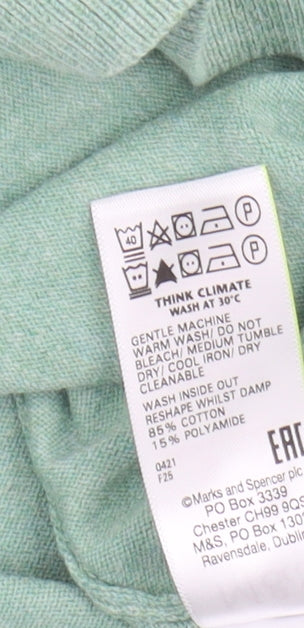 40 P
P
THINK CLIMATE
WASH AT 30°C
GENTLE MACHINE
WARM WASH/ DO NOT
BLEACH/ MEDIUM TUMBLE
DRY/ COOL IRON/ DRY
CLEANABLE
WASH INSIDE OUT
RESHAPE WHILST DAMP
85% COTTON
15% POLYAMIDE
0421
F25
EAC
©Marks and Spencer plc
PO Box 3339
Chester CH99 9QS
M&S, PO Box 130
Ravensdale, Dublin